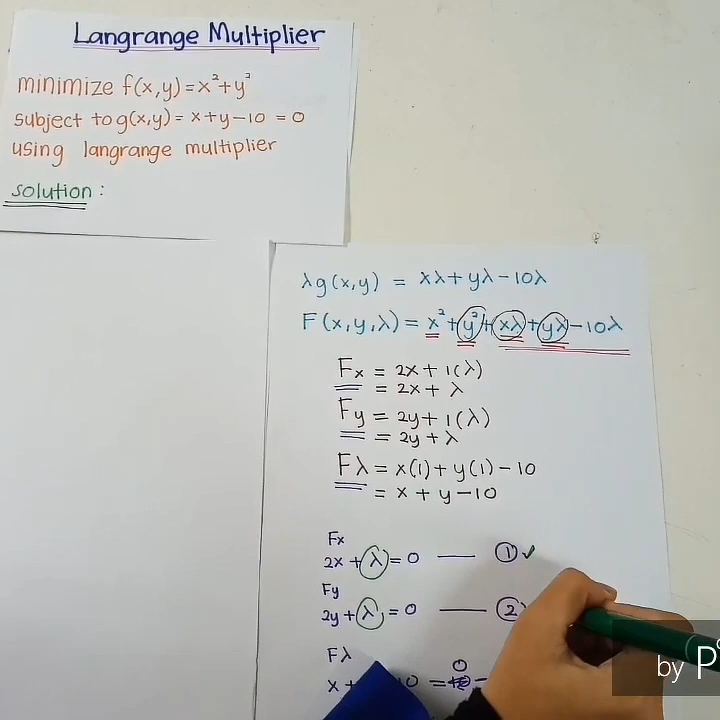 Langrange Multiplier
minimize f(x,y) = x² + y²
subject to g(x,y) = x + y - 10 = 0
using langrange multiplier
solution :
λg(x,y) = xλ + yλ - 10λ
F(x,y,λ) = x² + y² + xλ + yλ - 10λ
Fx = 2x + 1(λ)
= 2x + λ
Fy = 2y + 1(λ)
= 2y + λ
Fλ = x(1) + y(1) - 10
= x + y - 10
Fx
2x + λ = 0 — ① ✓
Fy
2y + λ = 0 — ②
Fλ
0
x +
0 =
by P